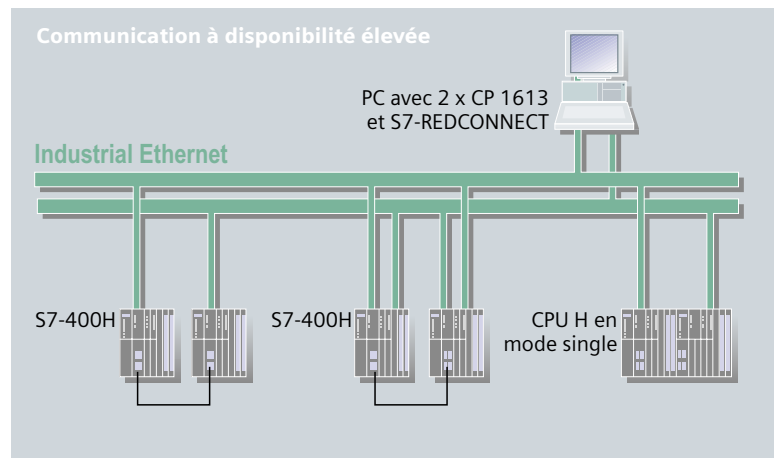 Communication à disponibilité élevée
PC avec 2 x CP 1613
et S7-REDCONNECT
Industrial Ethernet
S7-400H
S7-400H
CPU H en
mode single